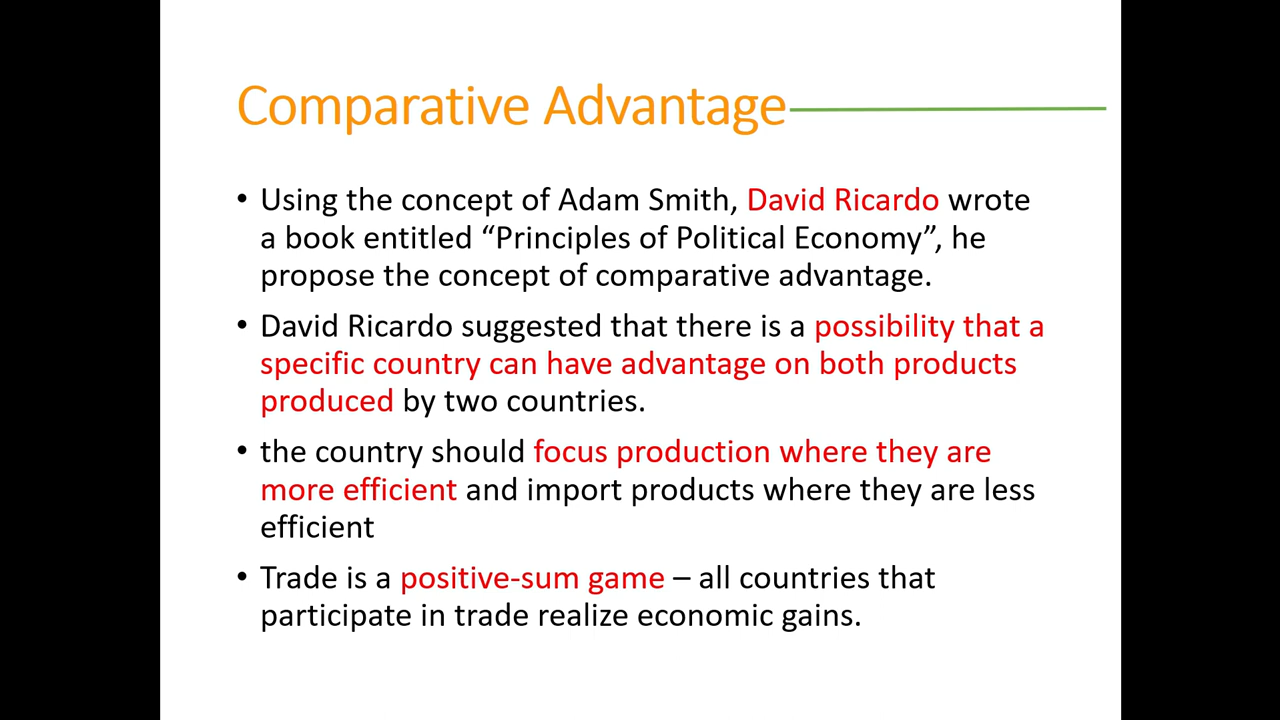 Comparative Advantage
• Using the concept of Adam Smith, David Ricardo wrote
a book entitled “Principles of Political Economy”, he
propose the concept of comparative advantage.
• David Ricardo suggested that there is a possibility that a
specific country can have advantage on both products
produced by two countries.
• the country should focus production where they are
more efficient and import products where they are less
efficient
• Trade is a positive-sum game – all countries that
participate in trade realize economic gains.